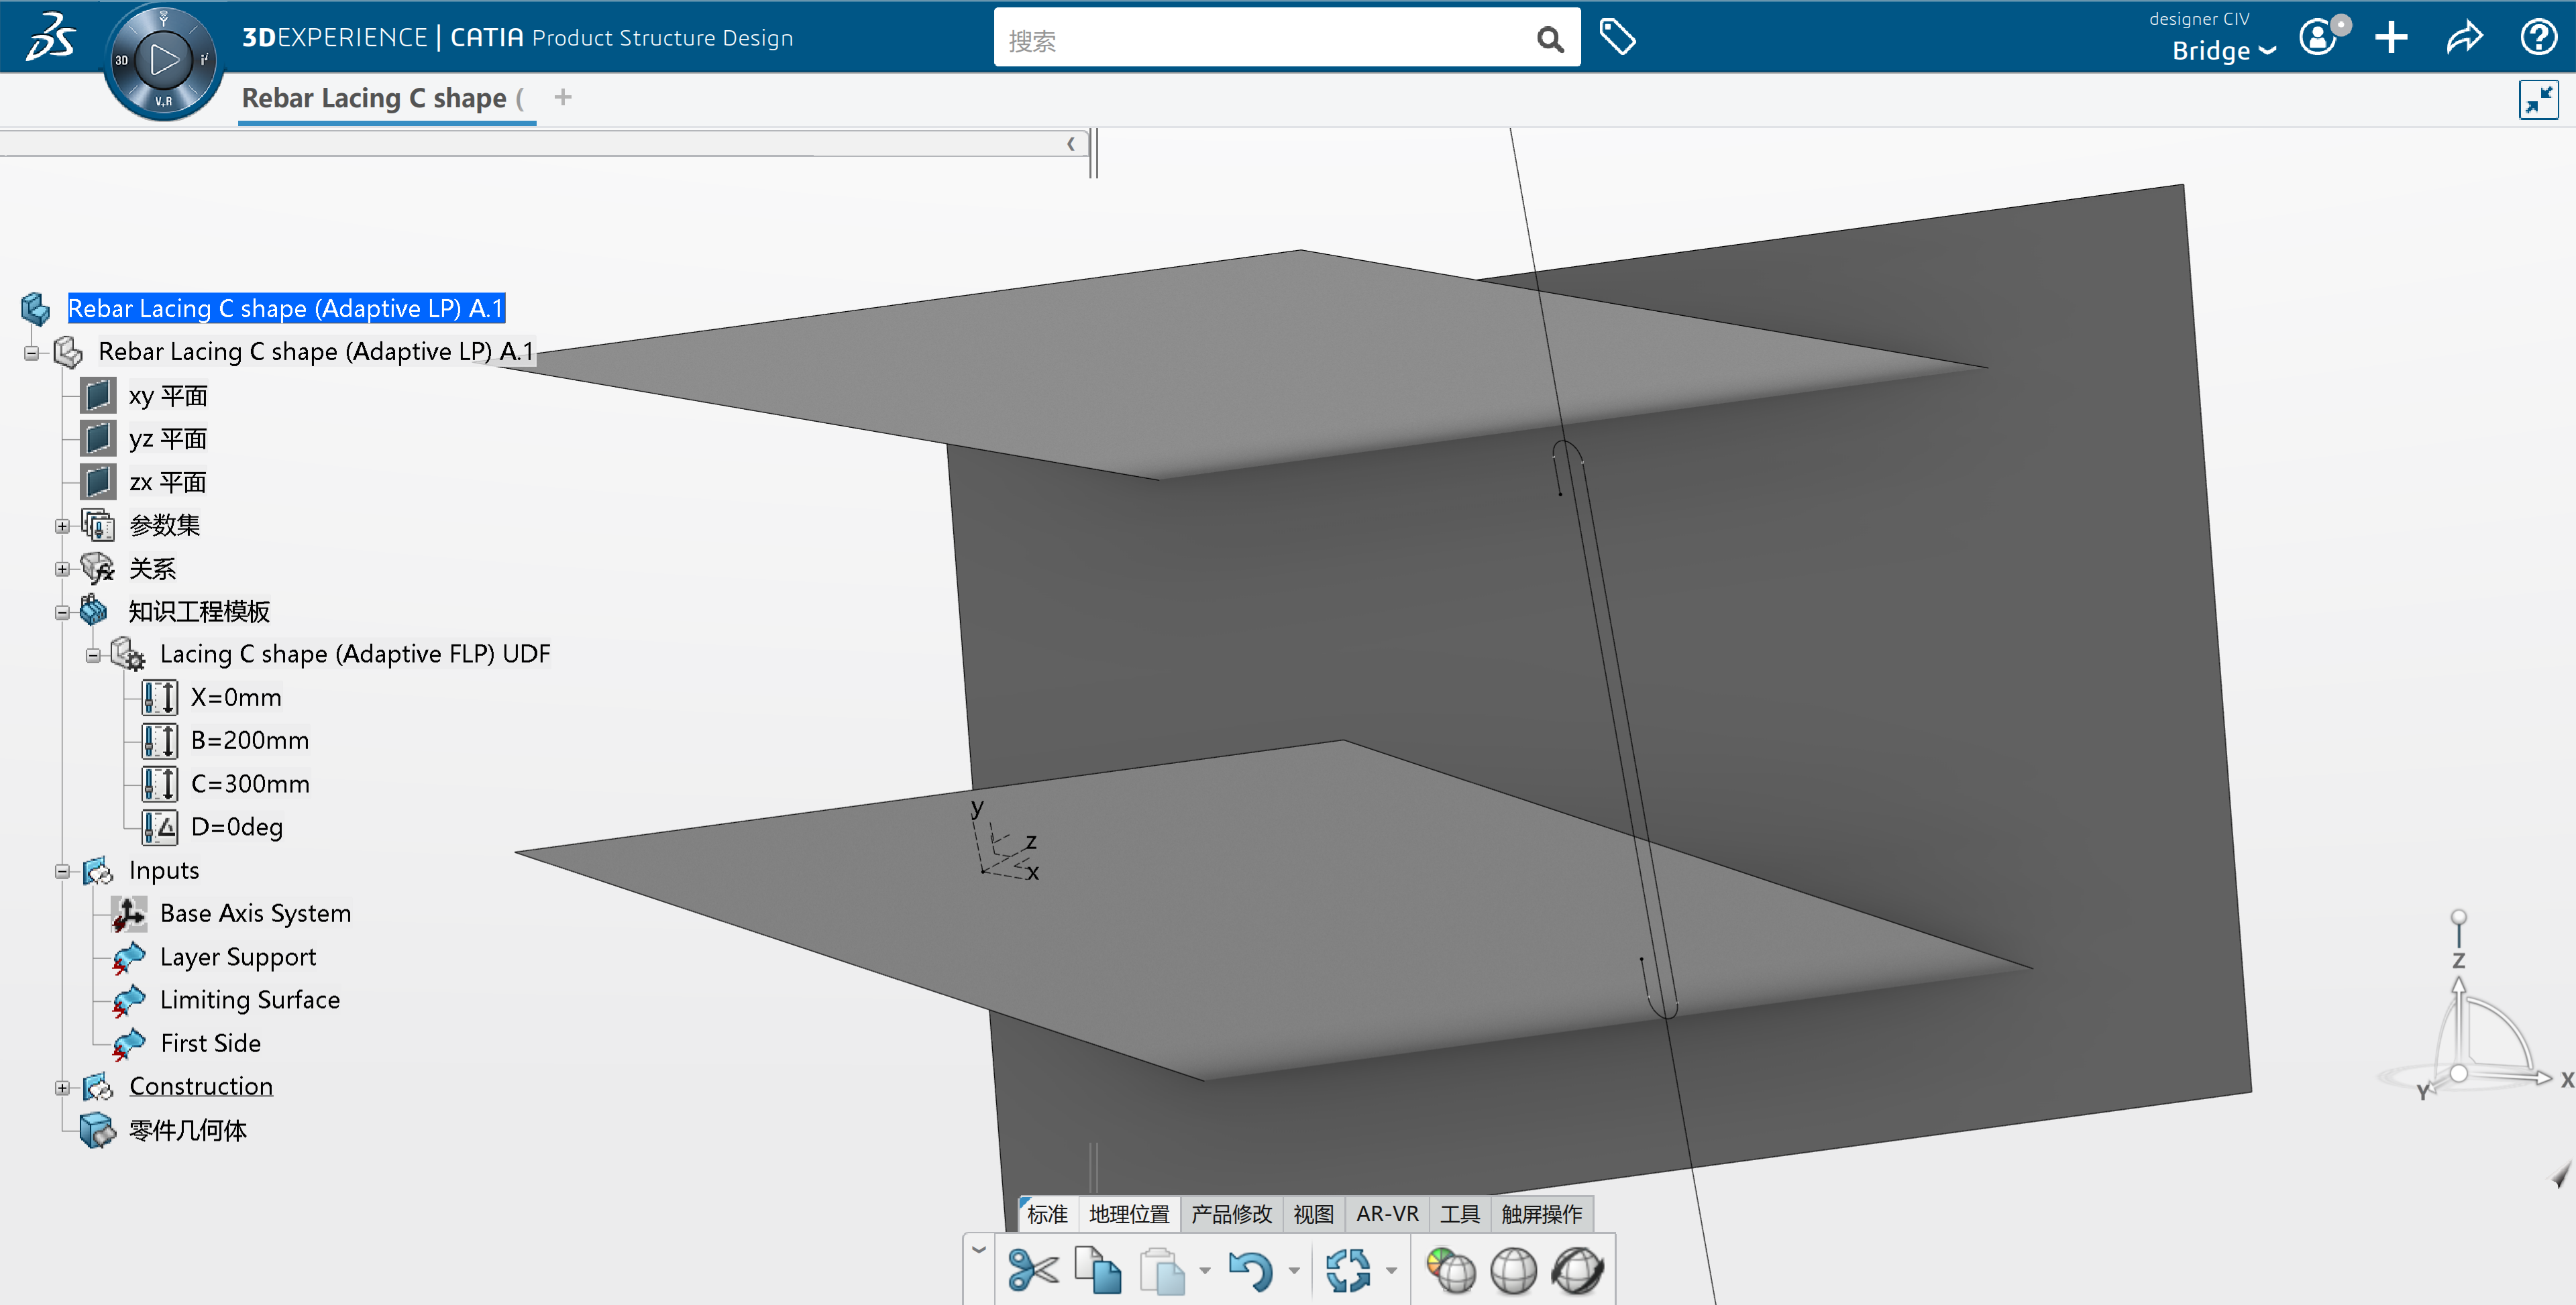 3DEXPERIENCE | CATIA Product Structure Design
搜索
designer CIV
Bridge
3D
V,R
Rebar Lacing C shape (
Rebar Lacing C shape (Adaptive LP) A.1
Rebar Lacing C shape (Adaptive LP) A.1
xy 平面
yz 平面
zx 平面
参数集
关系
知识工程模板
Lacing C shape (Adaptive FLP) UDF
X=0mm
B=200mm
C=300mm
D=0deg
Inputs
Base Axis System
Layer Support
Limiting Surface
First Side
Construction
零件几何体
y
z
x
Z
X
Y
标准 地理位置 产品修改 视图 AR-VR 工具 触屏操作